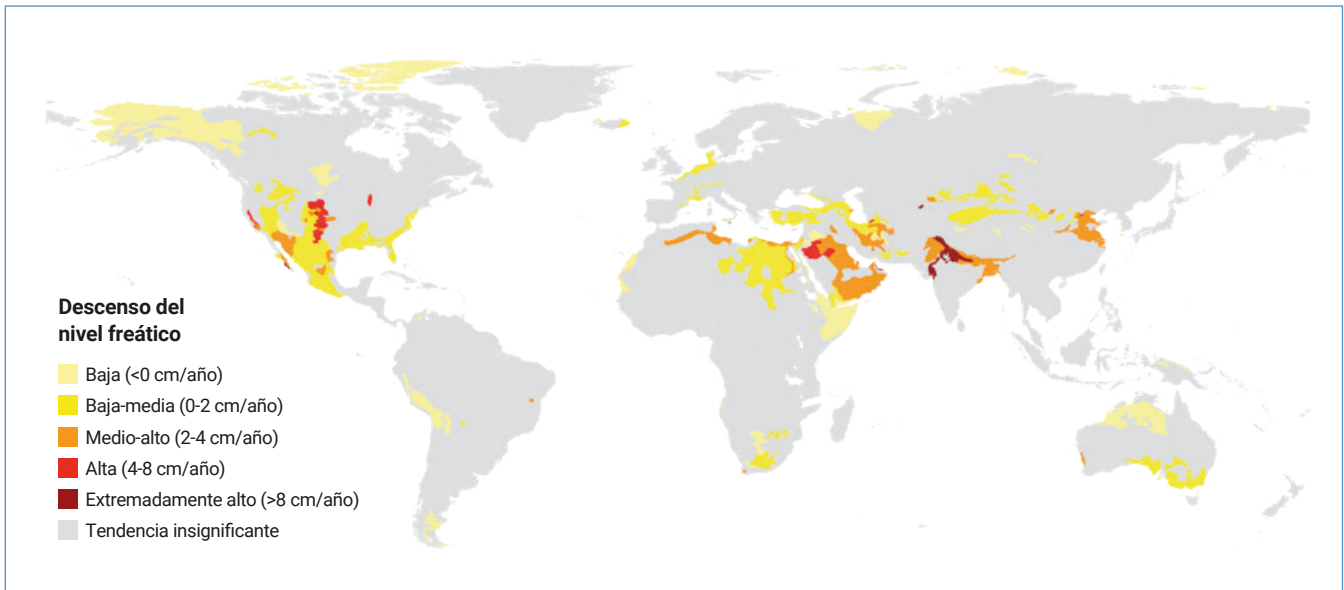 Descenso del
nivel freático
Baja (<0 cm/año)
Baja-media (0-2 cm/año)
Medio-alto (2-4 cm/año)
Alta (4-8 cm/año)
Extremadamente alto (>8 cm/año)
Tendencia insignificante